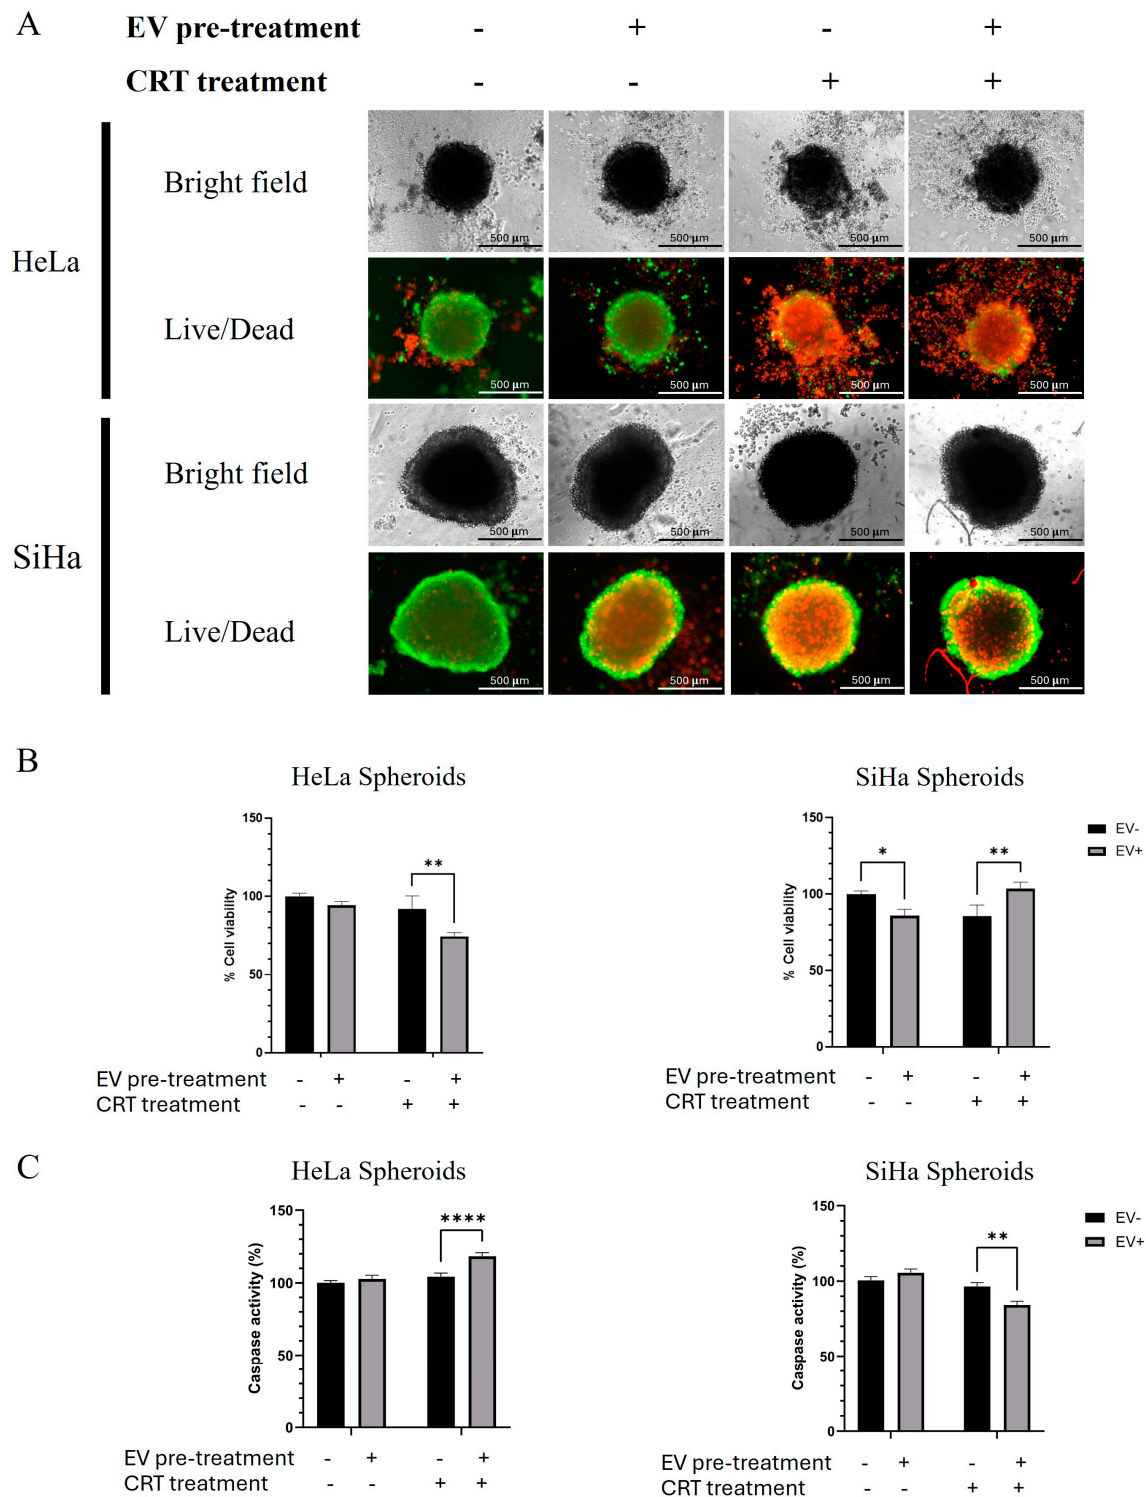 A
EV pre-treatment - + - +
CRT treatment - - + +
HeLa
Bright field
500 µm 500 µm 500 µm 500 µm
Live/Dead
500 µm 500 µm 500 µm 500 µm
SiHa
Bright field
500 µm 500 µm 500 µm 500 µm
Live/Dead
500 µm 500 µm 500 µm 500 µm
B
HeLa Spheroids
% Cell viability
150
100
50
0
**
EV pre-treatment - + - +
CRT treatment - - + +
SiHa Spheroids
% Cell viability
150
100
50
0
*
**
EV-
EV+
EV pre-treatment - + - +
CRT treatment - - + +
C
HeLa Spheroids
Caspase activity (%)
150
100
50
0
****
EV pre-treatment - + - +
CRT treatment - - + +
SiHa Spheroids
Caspase activity (%)
150
100
50
0
**
EV-
EV+
EV pre-treatment - + - +
CRT treatment - - + +